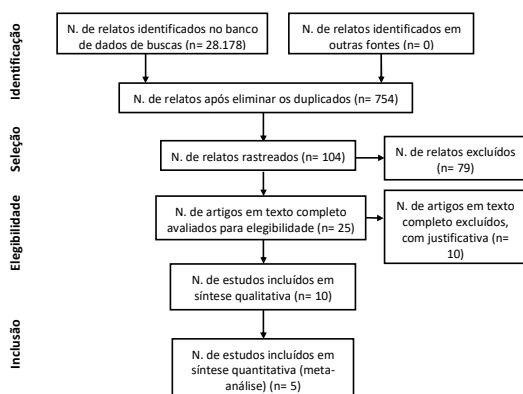 Identificação
N. de relatos identificados no banco
de dados de buscas (n= 28.178)
N. de relatos identificados em
outras fontes (n= 0)
N. de relatos após eliminar os duplicados (n= 754)
Seleção
N. de relatos rastreados (n= 104)
N. de relatos excluídos
(n= 79)
Elegibilidade
N. de artigos em texto completo
avaliados para elegibilidade (n= 25)
N. de artigos em texto
completo excluídos,
com justificativa (n=
10)
N. de estudos incluídos em
síntese qualitativa (n= 10)
Inclusão
N. de estudos incluídos em
síntese quantitativa (meta-
análise) (n= 5)